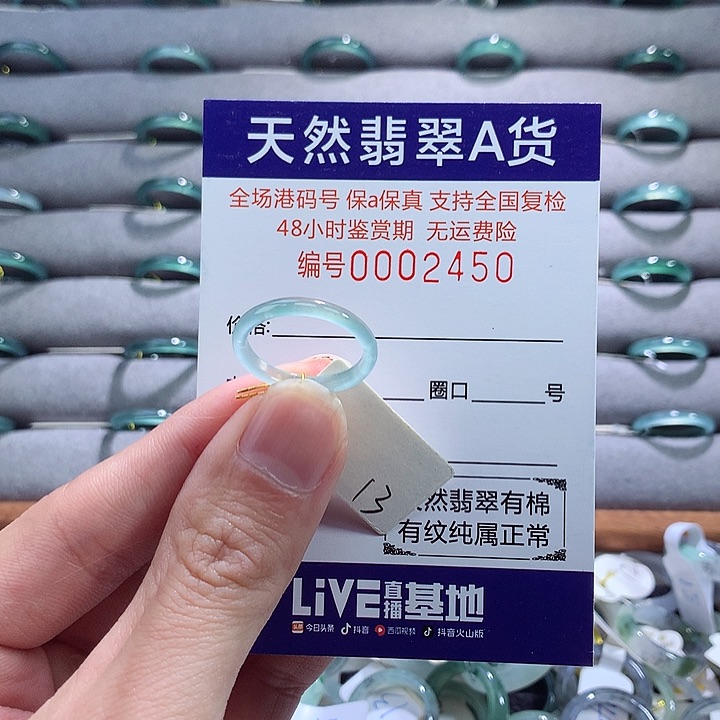 天然翡翠A货
全场港码号 保a保真 支持全国复检
48小时鉴赏期 无运费险
编号0002450
价格:
圈口 号
13
然翡翠有棉
有纹纯属正常
LiVE直播基地
头条 今日头条 抖音 西瓜视频 抖音火山版